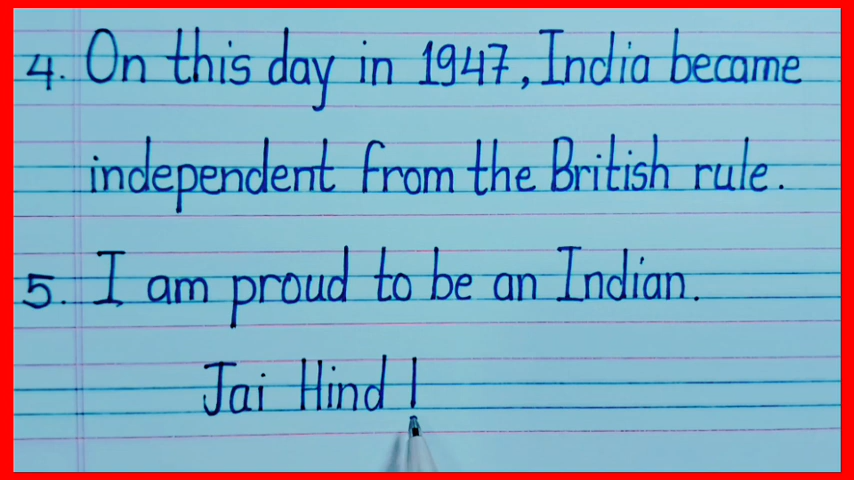 4. On this day in 1947, India became
independent from the British rule.
5. I am proud to be an Indian.
Jai Hind |